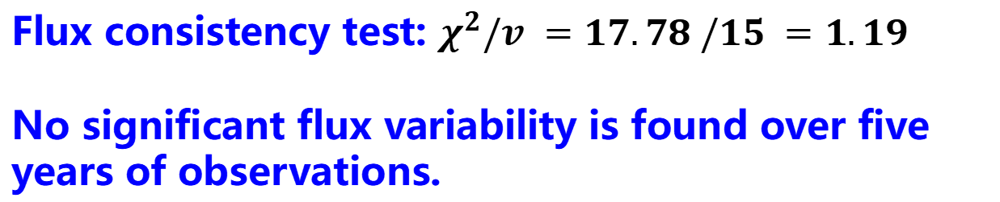 Flux consistency test: χ²/ν = 17.78 /15 = 1.19
No significant flux variability is found over five
years of observations.